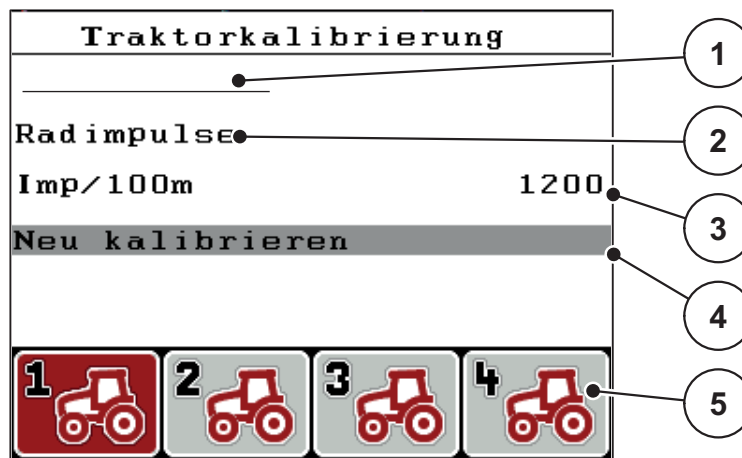 Traktorkalibrierung
1
Radimpulse
2
Imp/100m 1200
3
Neu kalibrieren
4
1 2 3 4
5